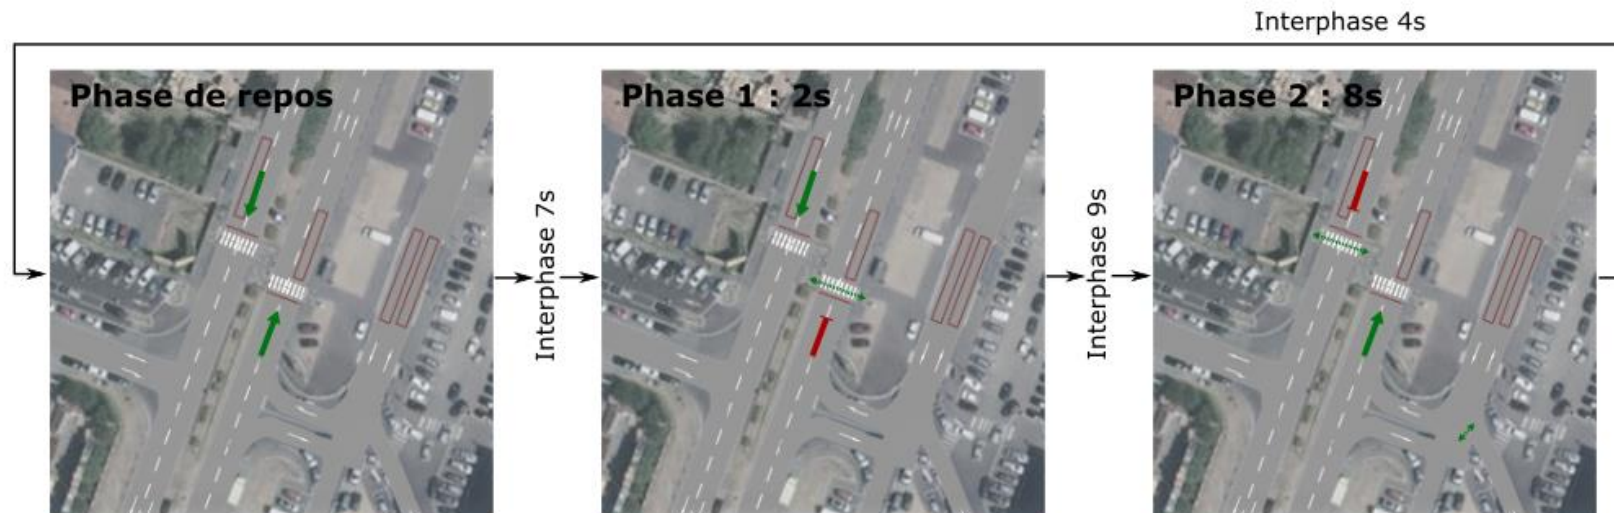 Interphase 4s
Phase de repos
Interphase 7s
Phase 1 : 2s
Interphase 9s
Phase 2 : 8s